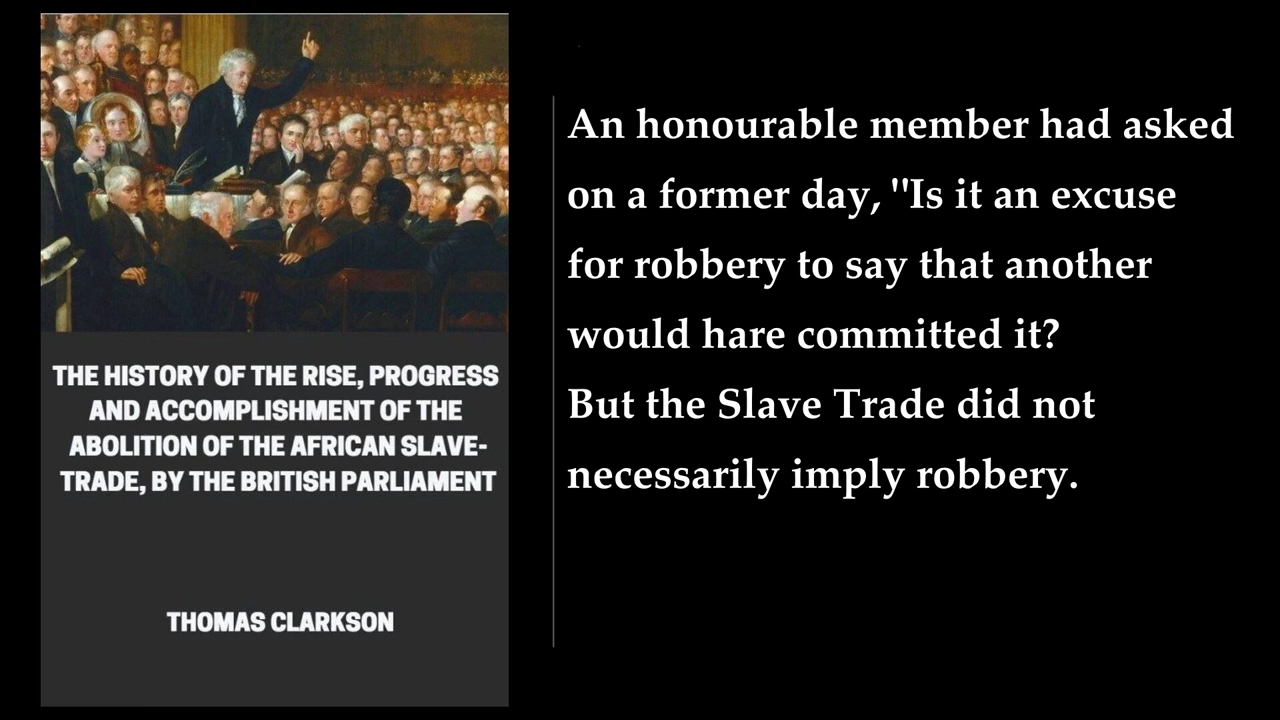 THE HISTORY OF THE RISE, PROGRESS
AND ACCOMPLISHMENT OF THE
ABOLITION OF THE AFRICAN SLAVE-
TRADE, BY THE BRITISH PARLIAMENT
THOMAS CLARKSON
An honourable member had asked
on a former day, "Is it an excuse
for robbery to say that another
would hare committed it?
But the Slave Trade did not
necessarily imply robbery.